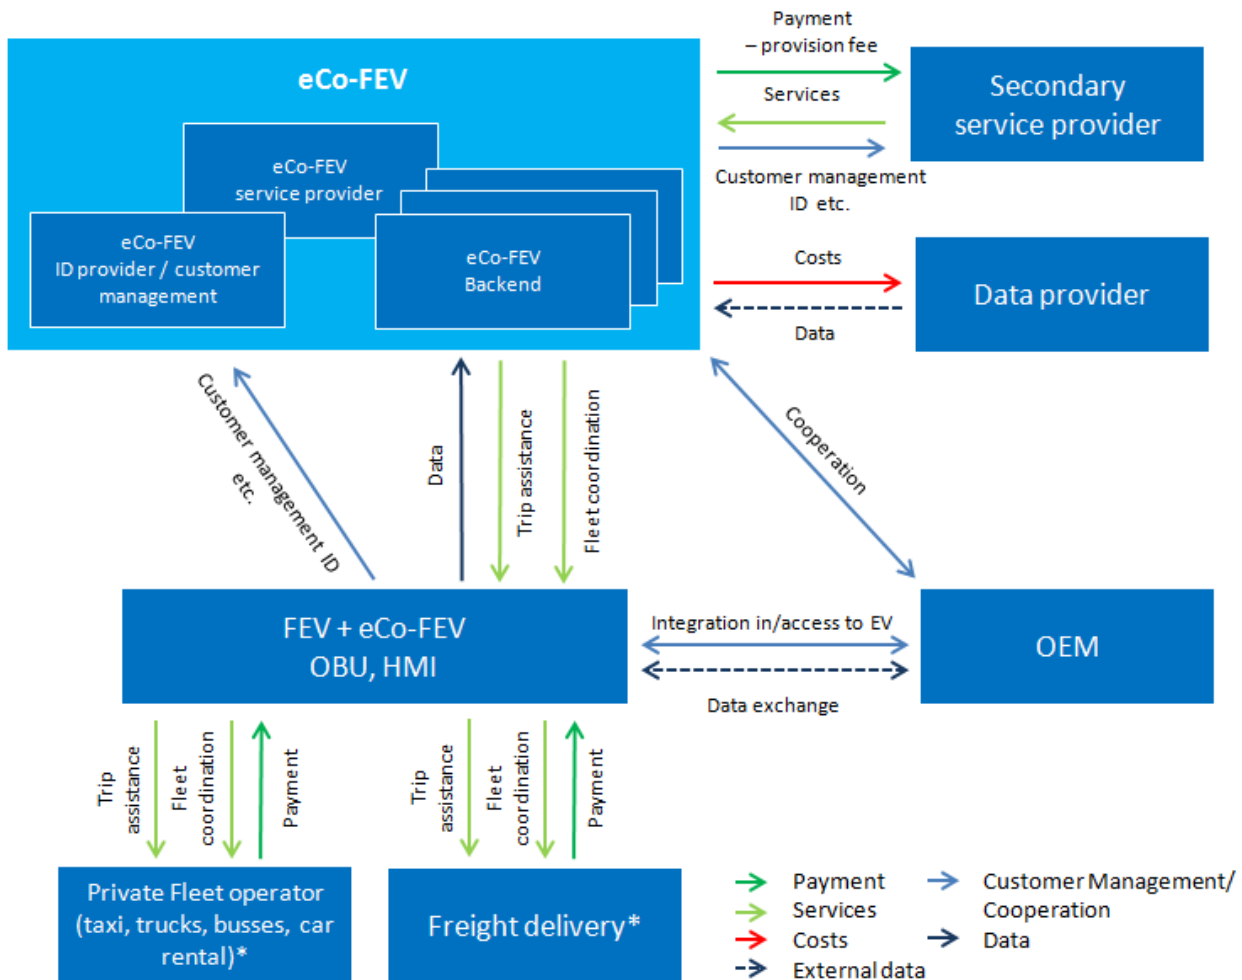 eCo-FEV
eCo-FEV
service provider
eCo-FEV
ID provider / customer
management
eCo-FEV
Backend
Payment
– provision fee
Services
Customer management
ID etc.
Secondary
service provider
Costs
Data
Data provider
Customer management ID
etc.
Data
Trip assistance
Fleet coordination
Cooperation
FEV + eCo-FEV
OBU, HMI
Integration in/access to EV
Data exchange
OEM
Trip
assistance
Fleet
coordination
Payment
Trip
assistance
Fleet
coordination
Payment
Private Fleet operator
(taxi, trucks, busses, car
rental)*
Freight delivery*
Payment
Services
Costs
External data
Customer Management/
Cooperation
Data